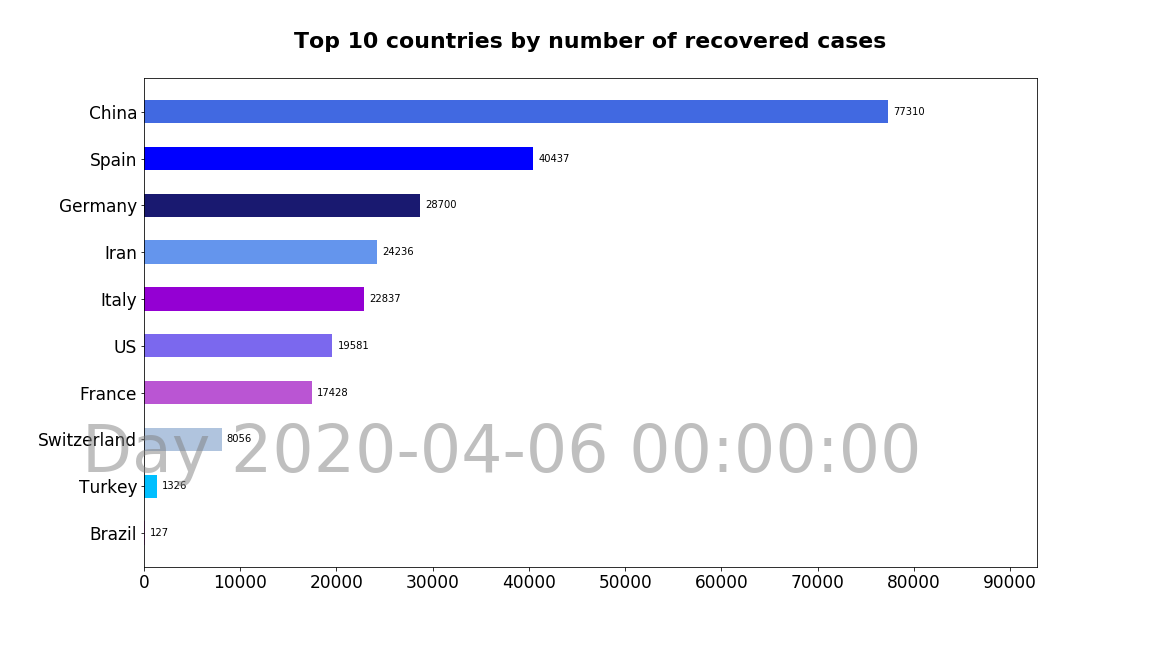 Top 10 countries by number of recovered cases
China 77310
Spain 40437
Germany 28700
Iran 24236
Italy 22837
US 19581
France 17428
Switzerland 8056
Day 2020-04-06 00:00:00
Turkey 1326
Brazil 127
0 10000 20000 30000 40000 50000 60000 70000 80000 90000